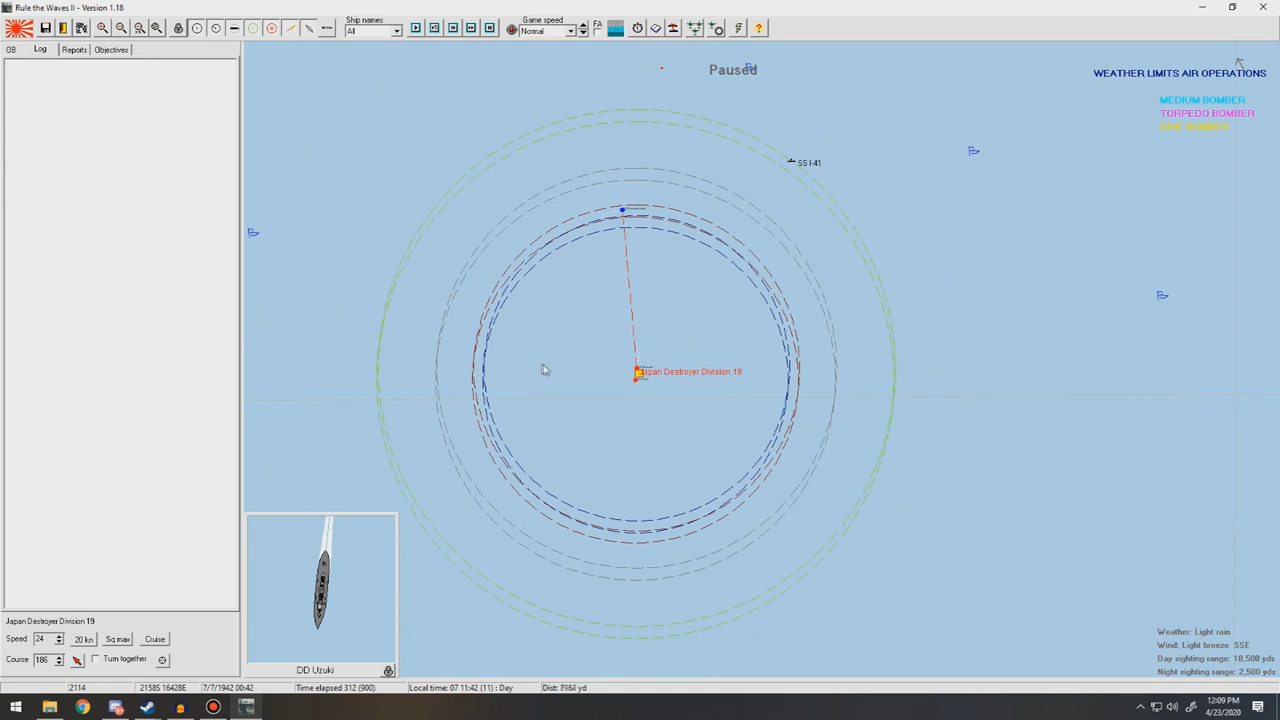 Rule the Waves II - Version 1.18
Ship names
All
Game speed
Normal
FA
OB
Log
Reports
Objectives
Paused
WEATHER LIMITS AIR OPERATIONS
MEDIUM BOMBER
TORPEDO BOMBER
SS I-41
Japan Destroyer Division 19
DD Uzuki
Japan Destroyer Division 19
Speed 24 20 kn Sq max Cruise
Course 186 Turn together
Weather: Light rain
Wind: Light breeze SSE
Day sighting range: 18,500 yds
Night sighting range: 2,500 yds
2114
2158S 16428E
7/7/1942 00:42
Time elapsed 312 (900)
Local time: 07 11:42 (11) : Day
12:09 PM
4/23/2020